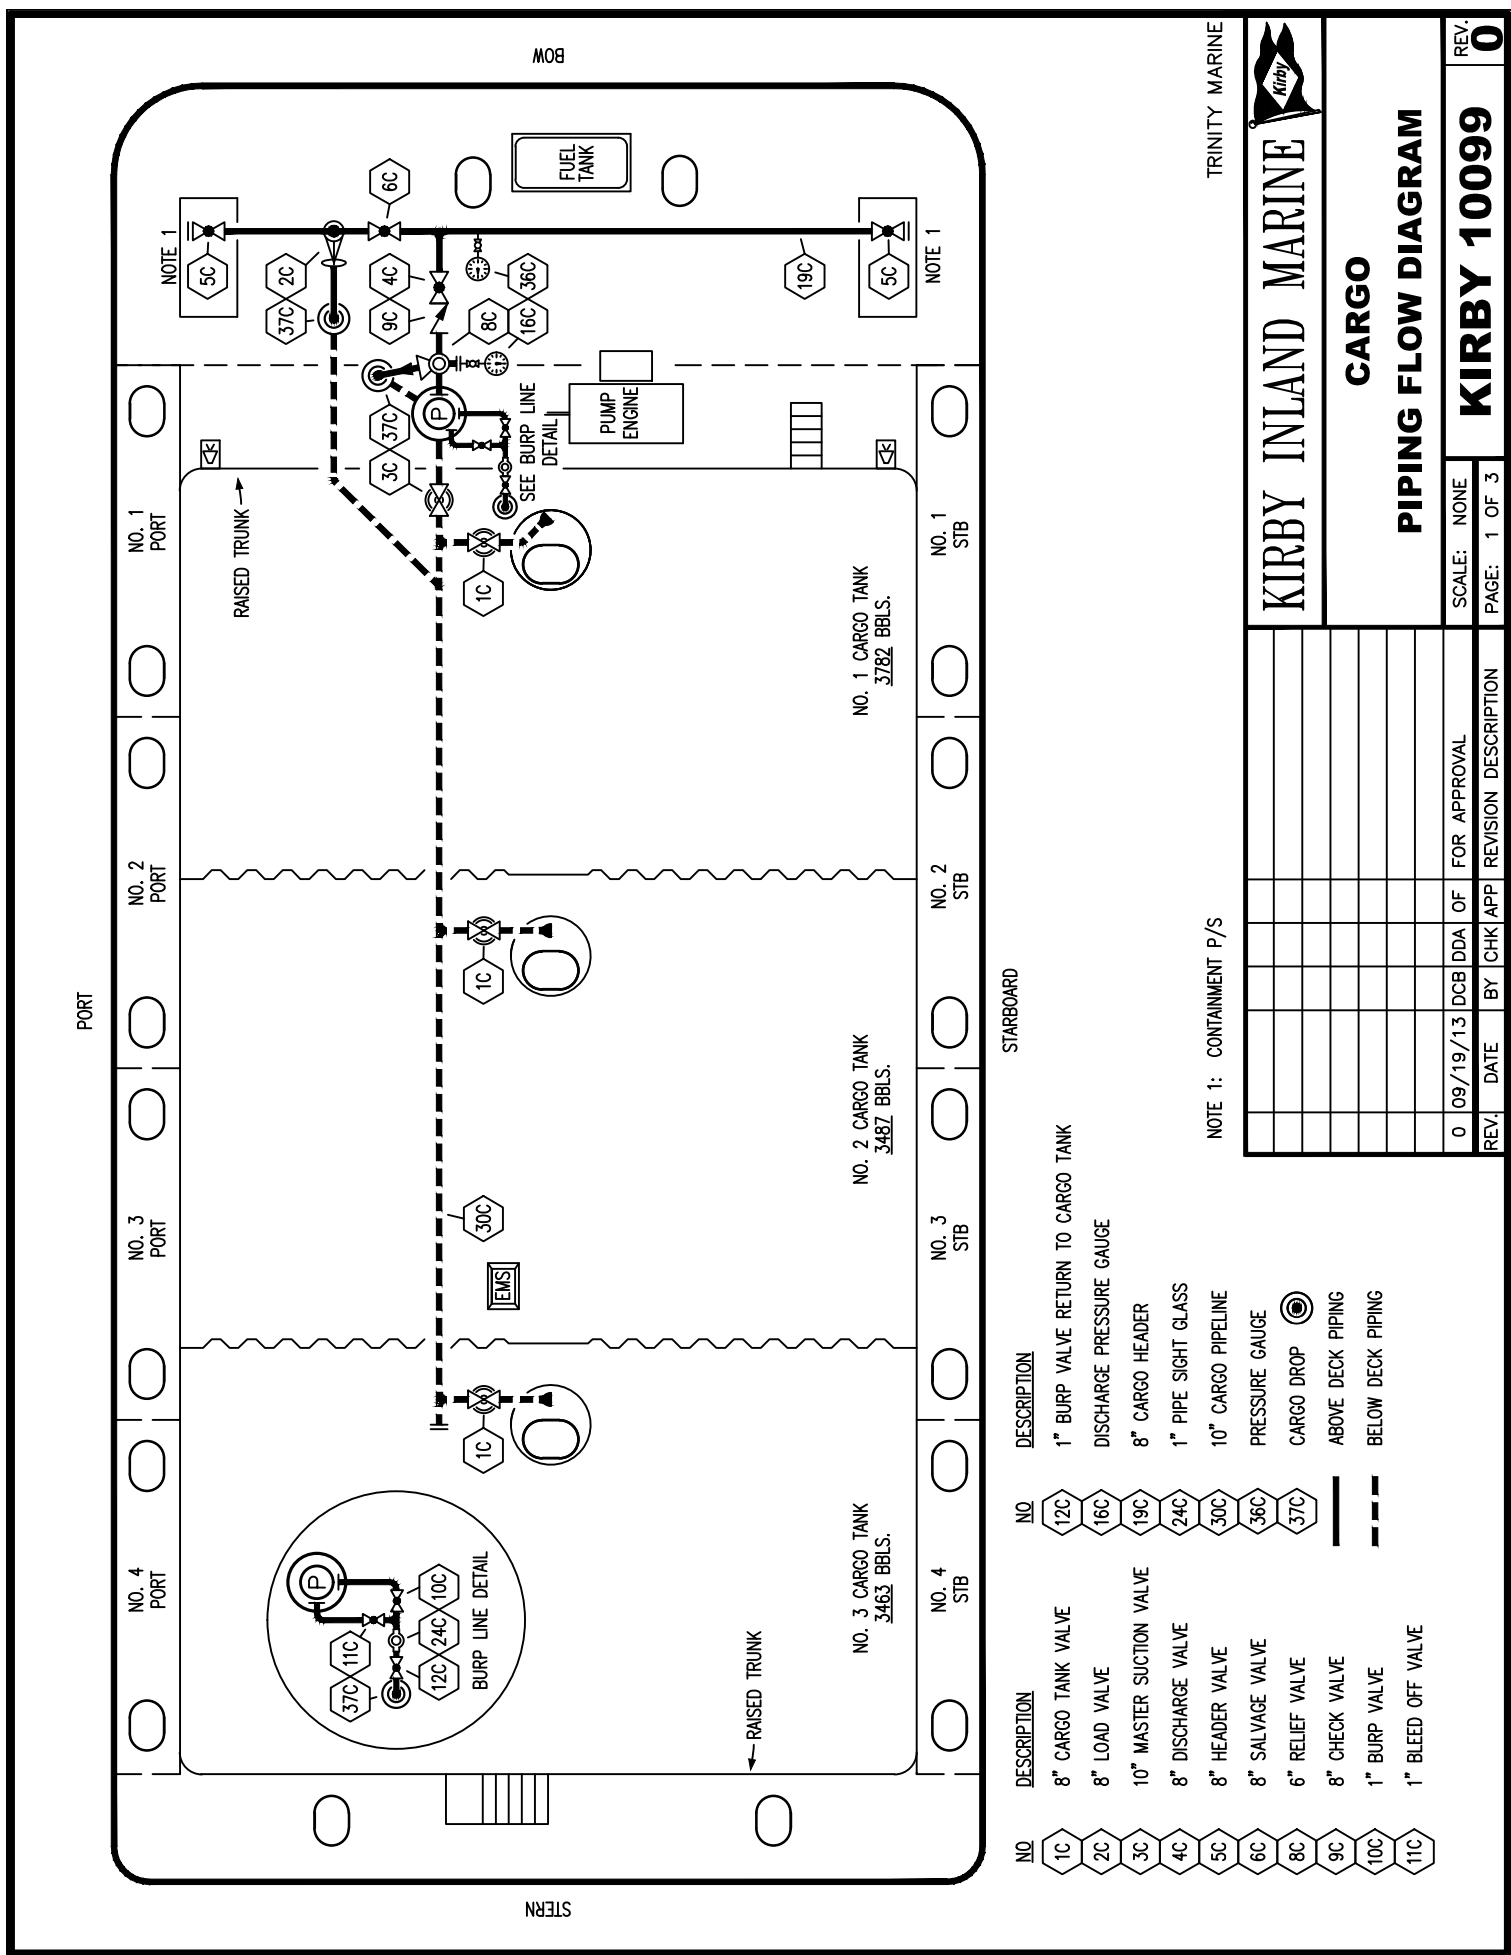 BOW
FUEL
TANK
NOTE 1
5C
2C
37C
6C
4C
9C
8C
16C
36C
19C
5C
NOTE 1
37C
3C
P
SEE BURP LINE
DETAIL
PUMP
ENGINE
1C
RAISED TRUNK
NO. 1
PORT
NO. 1
STB
NO. 1 CARGO TANK
3782 BBLS.
NO. 2
PORT
NO. 2
STB
1C
PORT
STARBOARD
NO. 2 CARGO TANK
3487 BBLS.
NO. 3
PORT
NO. 3
STB
30C
EMS
1C
NO. 3 CARGO TANK
3463 BBLS.
NO. 4
PORT
NO. 4
STB
P
37C
11C
12C
24C
10C
BURP LINE DETAIL
RAISED TRUNK
STERN
NO DESCRIPTION
1C 8" CARGO TANK VALVE
2C 8" LOAD VALVE
3C 10" MASTER SUCTION VALVE
4C 8" DISCHARGE VALVE
5C 8" HEADER VALVE
6C 8" SALVAGE VALVE
8C 6" RELIEF VALVE
9C 8" CHECK VALVE
10C 1" BURP VALVE
11C 1" BLEED OFF VALVE
NO DESCRIPTION
12C 1" BURP VALVE RETURN TO CARGO TANK
16C DISCHARGE PRESSURE GAUGE
19C 8" CARGO HEADER
24C 1" PIPE SIGHT GLASS
30C 10" CARGO PIPELINE
36C PRESSURE GAUGE
37C CARGO DROP
ABOVE DECK PIPING
BELOW DECK PIPING
NOTE 1: CONTAINMENT P/S
TRINITY MARINE
KIRBY INLAND MARINE
Kirby
CARGO
PIPING FLOW DIAGRAM
SCALE: NONE
PAGE: 1 OF 3
KIRBY 10099
REV.
0
0 09/19/13 DCB DDA OF FOR APPROVAL
REV. DATE BY CHK APP REVISION DESCRIPTION